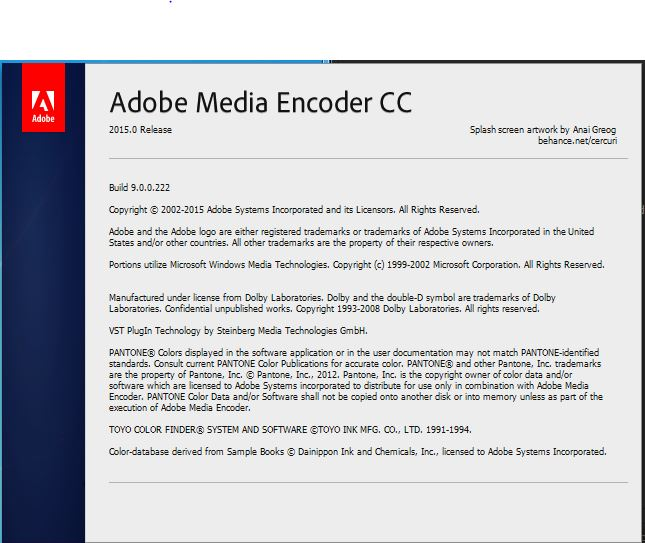 Adobe
Adobe Media Encoder CC
2015.0 Release
Splash screen artwork by Anai Greog
behance.net/cercuri
Build 9.0.0.222
Copyright © 2002-2015 Adobe Systems Incorporated and its Licensors. All Rights Reserved.
Adobe and the Adobe logo are either registered trademarks or trademarks of Adobe Systems Incorporated in the United
States and/or other countries. All other trademarks are the property of their respective owners.
Portions utilize Microsoft Windows Media Technologies. Copyright (c) 1999-2002 Microsoft Corporation. All Rights Reserved.
Manufactured under license from Dolby Laboratories. Dolby and the double-D symbol are trademarks of Dolby
Laboratories. Confidential unpublished works. Copyright 1993-2008 Dolby Laboratories. All rights reserved.
VST PlugIn Technology by Steinberg Media Technologies GmbH.
PANTONE® Colors displayed in the software application or in the user documentation may not match PANTONE-identified
standards. Consult current PANTONE Color Publications for accurate color. PANTONE® and other Pantone, Inc. trademarks
are the property of Pantone, Inc. © Pantone, Inc., 2012. Pantone, Inc. is the copyright owner of color data and/or
software which are licensed to Adobe Systems incorporated to distribute for use only in combination with Adobe Media
Encoder. PANTONE Color Data and/or Software shall not be copied onto another disk or into memory unless as part of the
execution of Adobe Media Encoder.
TOYO COLOR FINDER® SYSTEM AND SOFTWARE ©TOYO INK MFG. CO., LTD. 1991-1994.
Color-database derived from Sample Books © Dainippon Ink and Chemicals, Inc., licensed to Adobe Systems Incorporated.